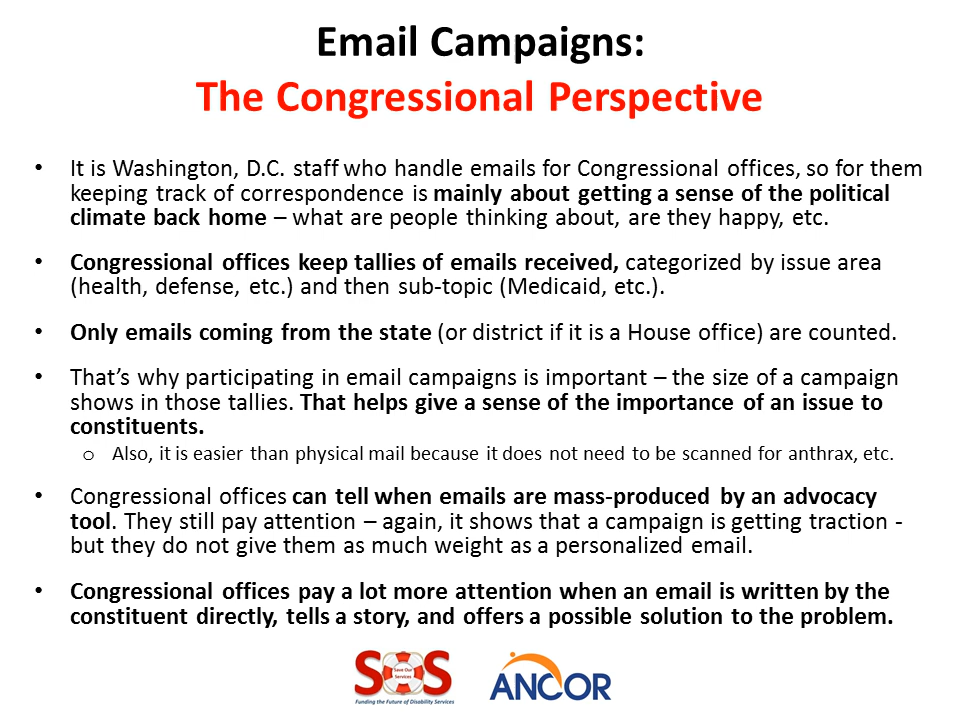 Email Campaigns:
The Congressional Perspective
• It is Washington, D.C. staff who handle emails for Congressional offices, so for them
keeping track of correspondence is mainly about getting a sense of the political
climate back home – what are people thinking about, are they happy, etc.
• Congressional offices keep tallies of emails received, categorized by issue area
(health, defense, etc.) and then sub-topic (Medicaid, etc.).
• Only emails coming from the state (or district if it is a House office) are counted.
• That’s why participating in email campaigns is important – the size of a campaign
shows in those tallies. That helps give a sense of the importance of an issue to
constituents.
o Also, it is easier than physical mail because it does not need to be scanned for anthrax, etc.
• Congressional offices can tell when emails are mass-produced by an advocacy
tool. They still pay attention – again, it shows that a campaign is getting traction -
but they do not give them as much weight as a personalized email.
• Congressional offices pay a lot more attention when an email is written by the
constituent directly, tells a story, and offers a possible solution to the problem.
SOS
Save Our
Services
Funding the Future of Disability Services
ANCOR